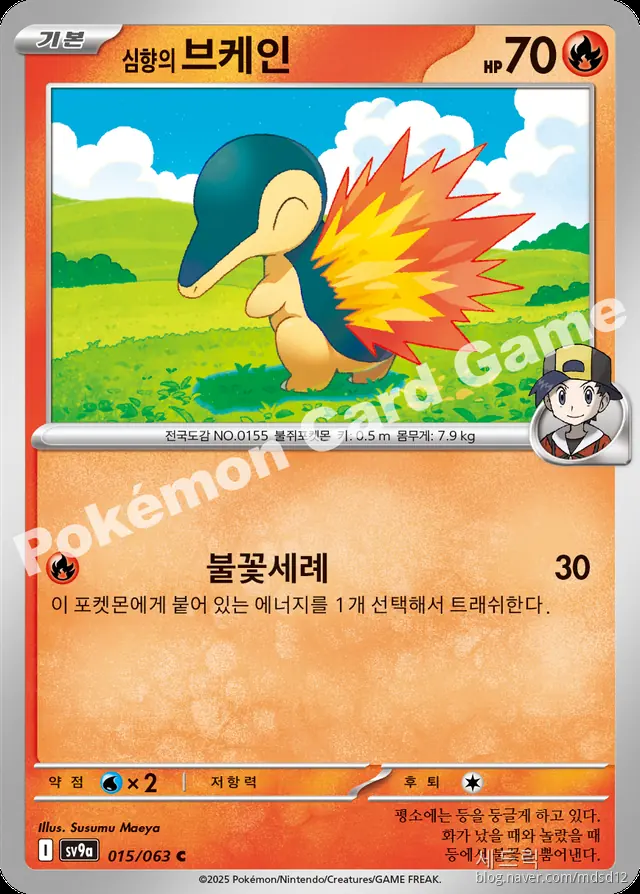 기본
심향의 브케인
HP 70
전국도감 NO.0155 불쥐포켓몬 키: 0.5 m 몸무게: 7.9 kg
Pokémon Card Game
불꽃세례 30
이 포켓몬에게 붙어 있는 에너지를 1개 선택해서 트래쉬한다.
약점 ×2 저항력 후퇴
평소에는 등을 둥글게 하고 있다.
화가 났을 때와 놀랐을 때
등에서 불꽃을 뿜어낸다.
Illus. Susumu Maeya
I sv9a 015/063 C
세드릭
blog.naver.com/mdsd12
©2025 Pokémon/Nintendo/Creatures/GAME FREAK.